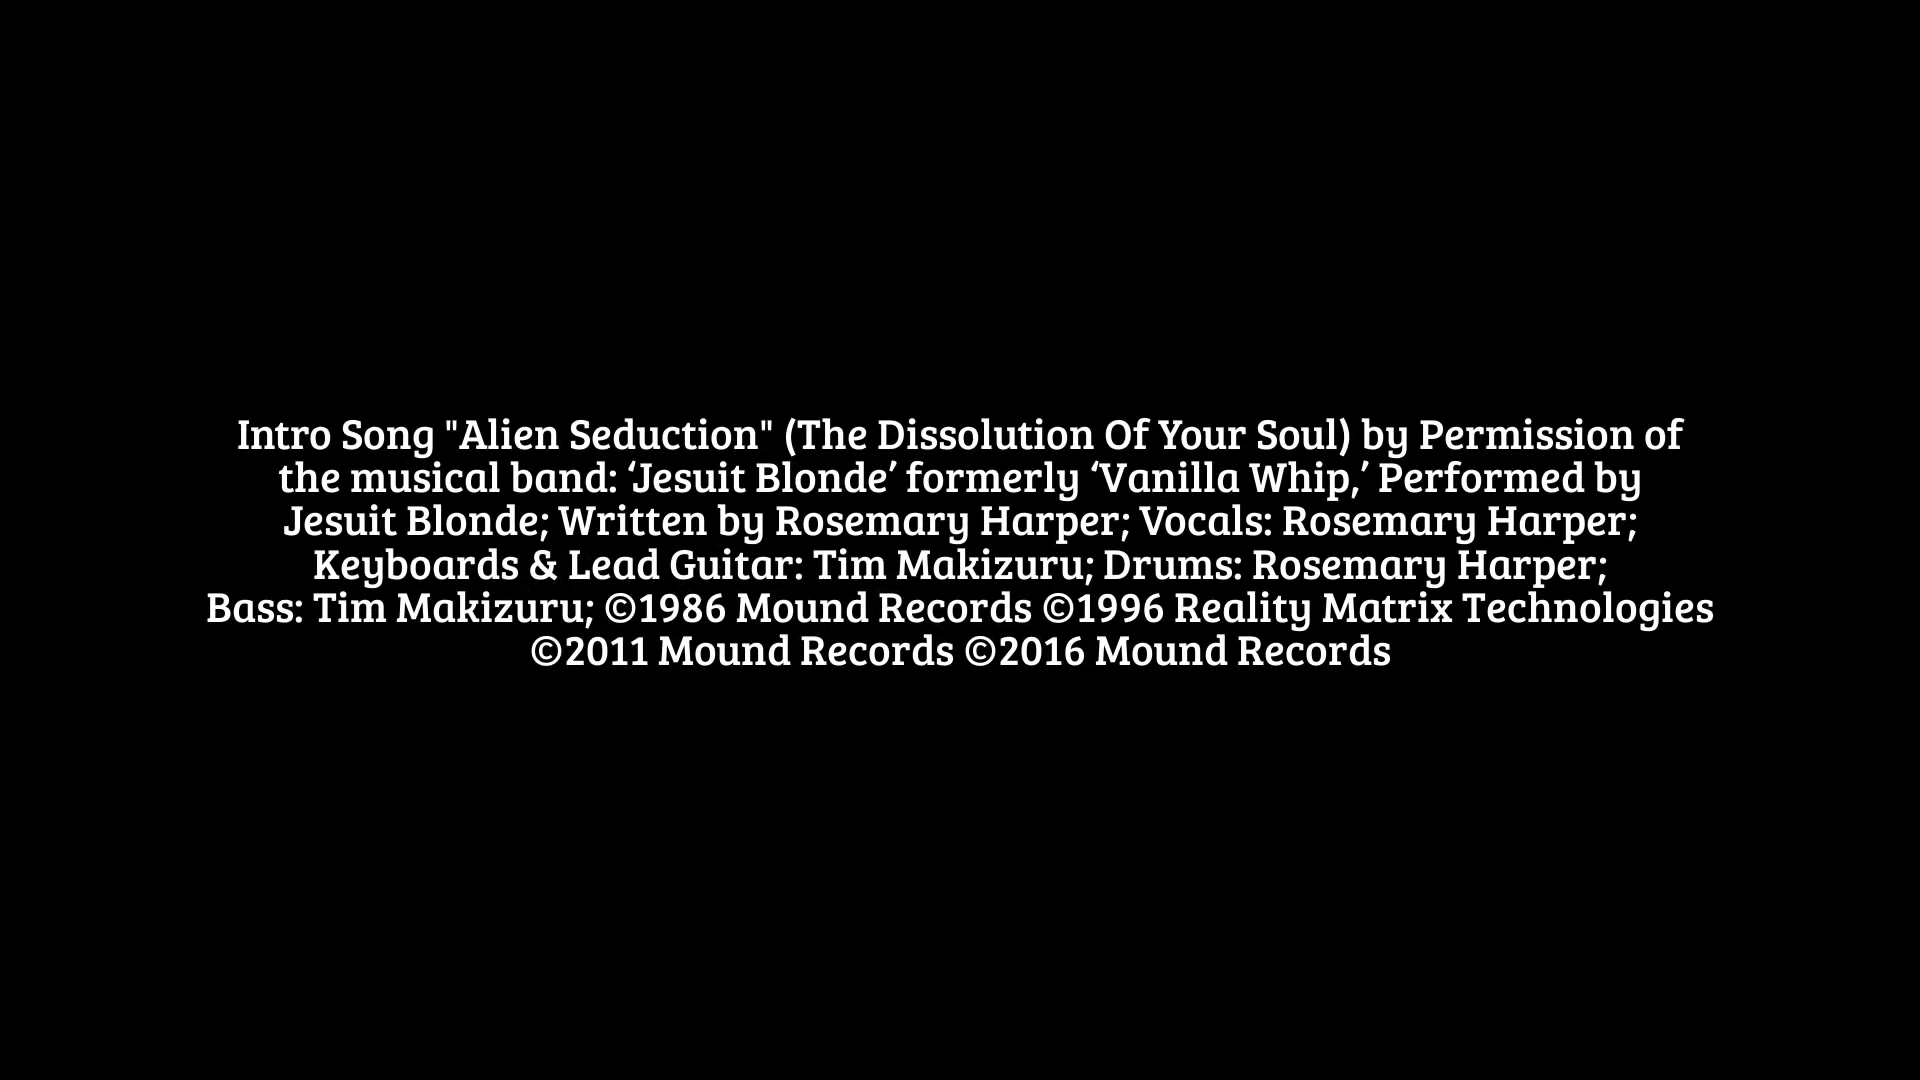 Intro Song "Alien Seduction" (The Dissolution Of Your Soul) by Permission of
the musical band: ‘Jesuit Blonde’ formerly ‘Vanilla Whip,’ Performed by
Jesuit Blonde; Written by Rosemary Harper; Vocals: Rosemary Harper;
Keyboards & Lead Guitar: Tim Makizuru; Drums: Rosemary Harper;
Bass: Tim Makizuru; ©1986 Mound Records ©1996 Reality Matrix Technologies
©2011 Mound Records ©2016 Mound Records